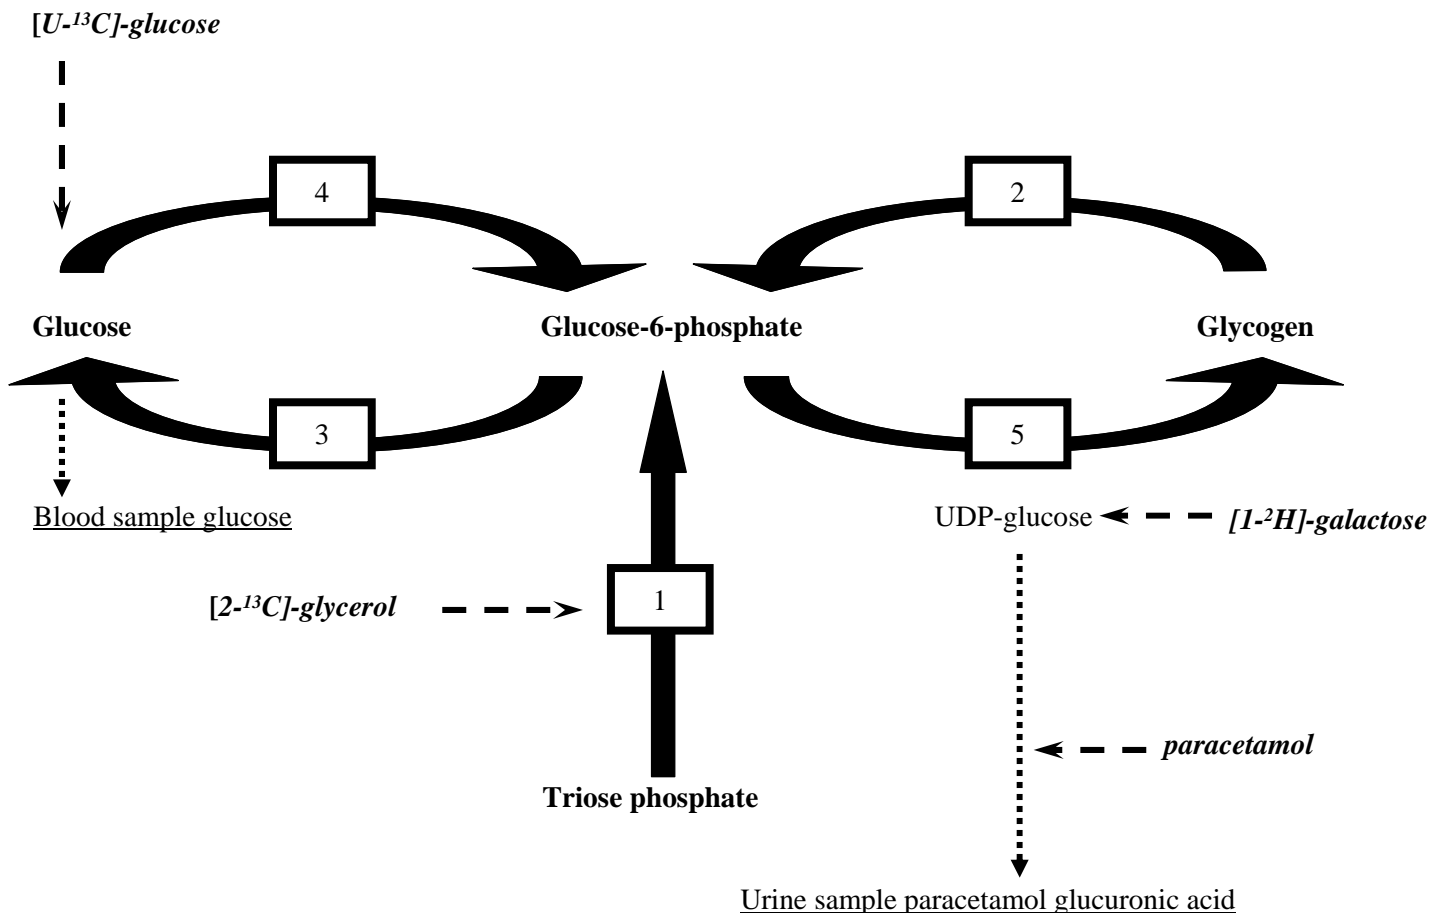 [U-¹³C]-glucose
4
2
Glucose
Glucose-6-phosphate
Glycogen
3
5
Blood sample glucose
UDP-glucose
[1-²H]-galactose
[2-¹³C]-glycerol
1
paracetamol
Triose phosphate
Urine sample paracetamol glucuronic acid